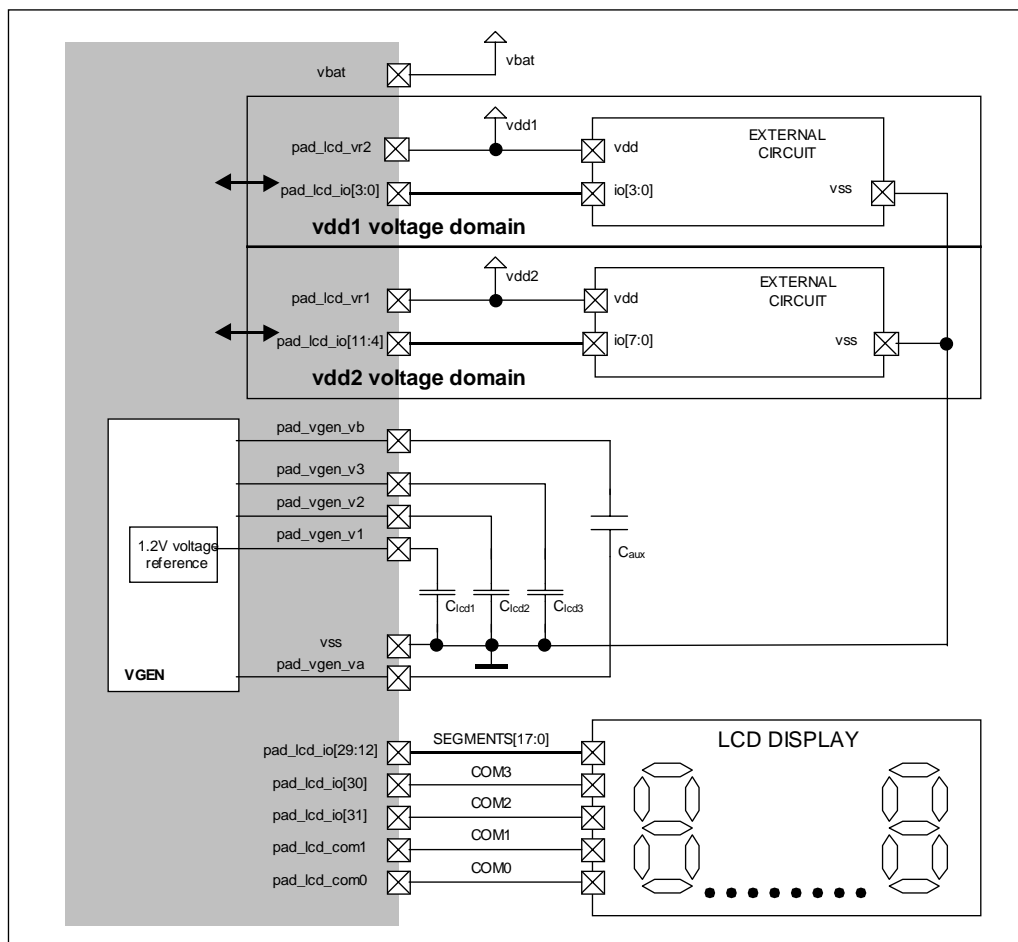 vbat
vbat
vdd1
pad_lcd_vr2
vdd
EXTERNAL
CIRCUIT
pad_lcd_io[3:0]
io[3:0]
vss
vdd1 voltage domain
vdd2
pad_lcd_vr1
vdd
EXTERNAL
CIRCUIT
pad_lcd_io[11:4]
io[7:0]
vss
vdd2 voltage domain
pad_vgen_vb
pad_vgen_v3
pad_vgen_v2
pad_vgen_v1
1.2V voltage
reference
Caux
Clcd1
Clcd2
Clcd3
vss
pad_vgen_va
VGEN
pad_lcd_io[29:12]
SEGMENTS[17:0]
LCD DISPLAY
pad_lcd_io[30]
COM3
pad_lcd_io[31]
COM2
pad_lcd_com1
COM1
pad_lcd_com0
COM0